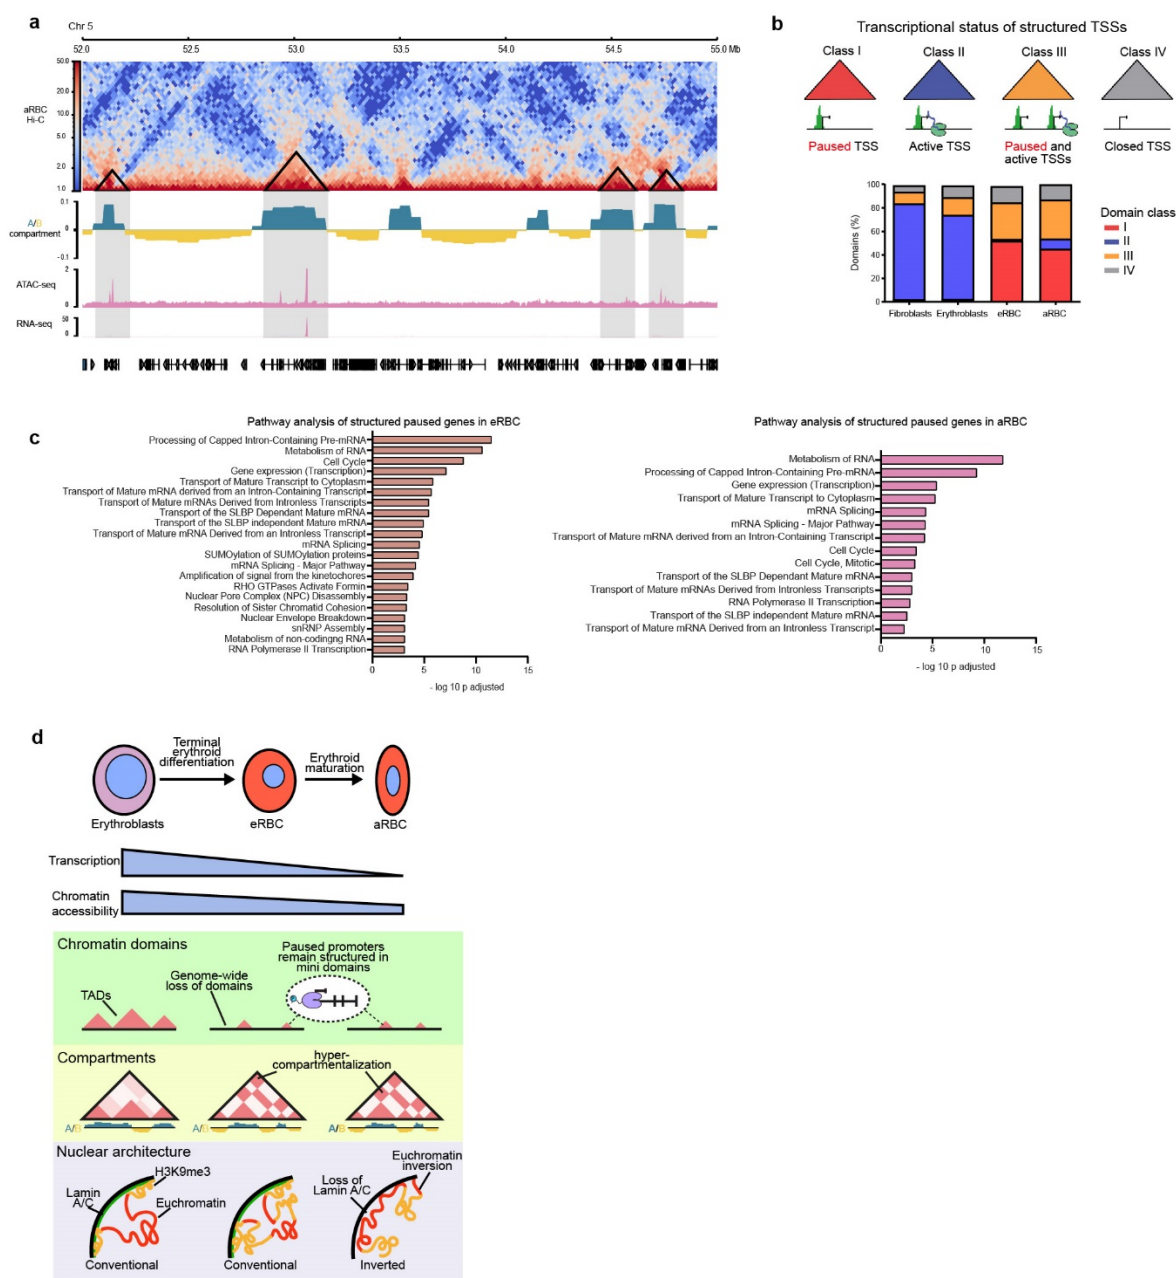 a
Chr 5
52.0 52.5 53.0 53.5 54.0 54.5 55.0 Mb
50.0
20.0
10.0
5.0
2.0
1.0
aRBC
Hi-C
0.1
0
-0.1
A/B
compartment
2
0
ATAC-seq
50
0
RNA-seq
b
Transcriptional status of structured TSSs
Class I Class II Class III Class IV
Paused TSS Active TSS Paused and active TSSs Closed TSS
100
80
60
40
20
0
Domains (%)
Fibroblasts Erythroblasts eRBC aRBC
Domain class
I
II
III
IV
c
Pathway analysis of structured paused genes in eRBC
Processing of Capped Intron-Containing Pre-mRNA
Metabolism of RNA
Cell Cycle
Gene expression (Transcription)
Transport of Mature Transcript to Cytoplasm
Transport of Mature mRNA derived from an Intron-Containing Transcript
Transport of Mature mRNAs Derived from Intronless Transcripts
Transport of the SLBP Dependant Mature mRNA
Transport of the SLBP independent Mature mRNA
Transport of Mature mRNA Derived from an Intronless Transcript
mRNA Splicing
SUMOylation of SUMOylation proteins
mRNA Splicing - Major Pathway
Amplification of signal from the kinetochores
RHO GTPases Activate Formin
Nuclear Pore Complex (NPC) Disassembly
Resolution of Sister Chromatid Cohesion
Nuclear Envelope Breakdown
snRNP Assembly
Metabolism of non-codingng RNA
RNA Polymerase II Transcription
0 5 10 15
- log 10 p adjusted
Pathway analysis of structured paused genes in aRBC
Metabolism of RNA
Processing of Capped Intron-Containing Pre-mRNA
Gene expression (Transcription)
Transport of Mature Transcript to Cytoplasm
mRNA Splicing
mRNA Splicing - Major Pathway
Transport of Mature mRNA derived from an Intron-Containing Transcript
Cell Cycle
Cell Cycle, Mitotic
Transport of the SLBP Dependant Mature mRNA
Transport of Mature mRNAs Derived from Intronless Transcripts
RNA Polymerase II Transcription
Transport of the SLBP independent Mature mRNA
Transport of Mature mRNA Derived from an Intronless Transcript
0 5 10 15
- log 10 p adjusted
d
Terminal
erythroid
differentiation
Erythroid
maturation
Erythroblasts eRBC aRBC
Transcription
Chromatin
accessibility
Chromatin domains
Paused promoters
remain structured in
mini domains
Genome-wide
loss of domains
TADs
Compartments
hyper-
compartmentalization
A/B A/B A/B
Nuclear architecture
H3K9me3
Lamin
A/C
Euchromatin
Loss of
Lamin A/C
Euchromatin
inversion
Conventional Conventional Inverted